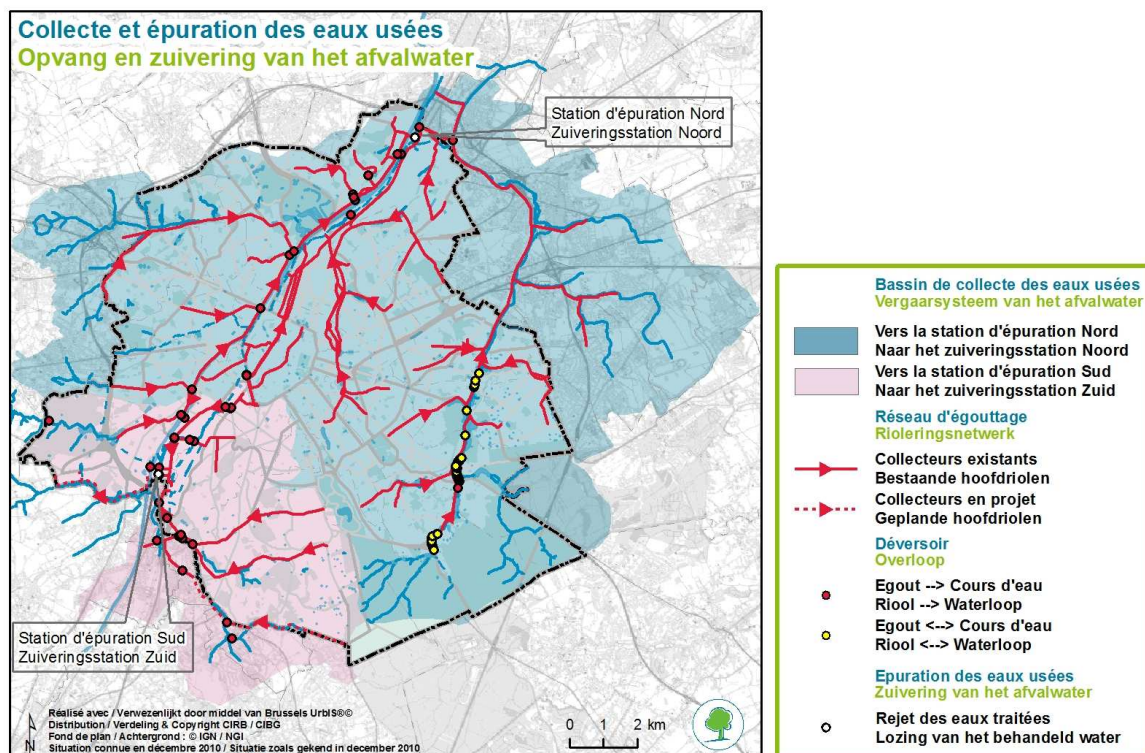 Collecte et épuration des eaux usées
Opvang en zuivering van het afvalwater
Station d'épuration Nord
Zuiveringsstation Noord
Station d'épuration Sud
Zuiveringsstation Zuid
N
Réalisé avec / Verwezenlijkt door middel van Brussels UrbIS®©
Distribution / Verdeling & Copyright CIRB / CIBG
Fond de plan / Achtergrond : © IGN / NGI
Situation connue en décembre 2010 / Situatie zoals gekend in december 2010
0 1 2 km
Bassin de collecte des eaux usées
Vergaarsysteem van het afvalwater
Vers la station d'épuration Nord
Naar het zuiveringsstation Noord
Vers la station d'épuration Sud
Naar het zuiveringsstation Zuid
Réseau d'égouttage
Rioleringsnetwerk
Collecteurs existants
Bestaande hoofdriolen
Collecteurs en projet
Geplande hoofdriolen
Déversoir
Overloop
Egout --> Cours d'eau
Riool --> Waterloop
Egout <--> Cours d'eau
Riool <--> Waterloop
Epuration des eaux usées
Zuivering van het afvalwater
Rejet des eaux traitées
Lozing van het behandeld water